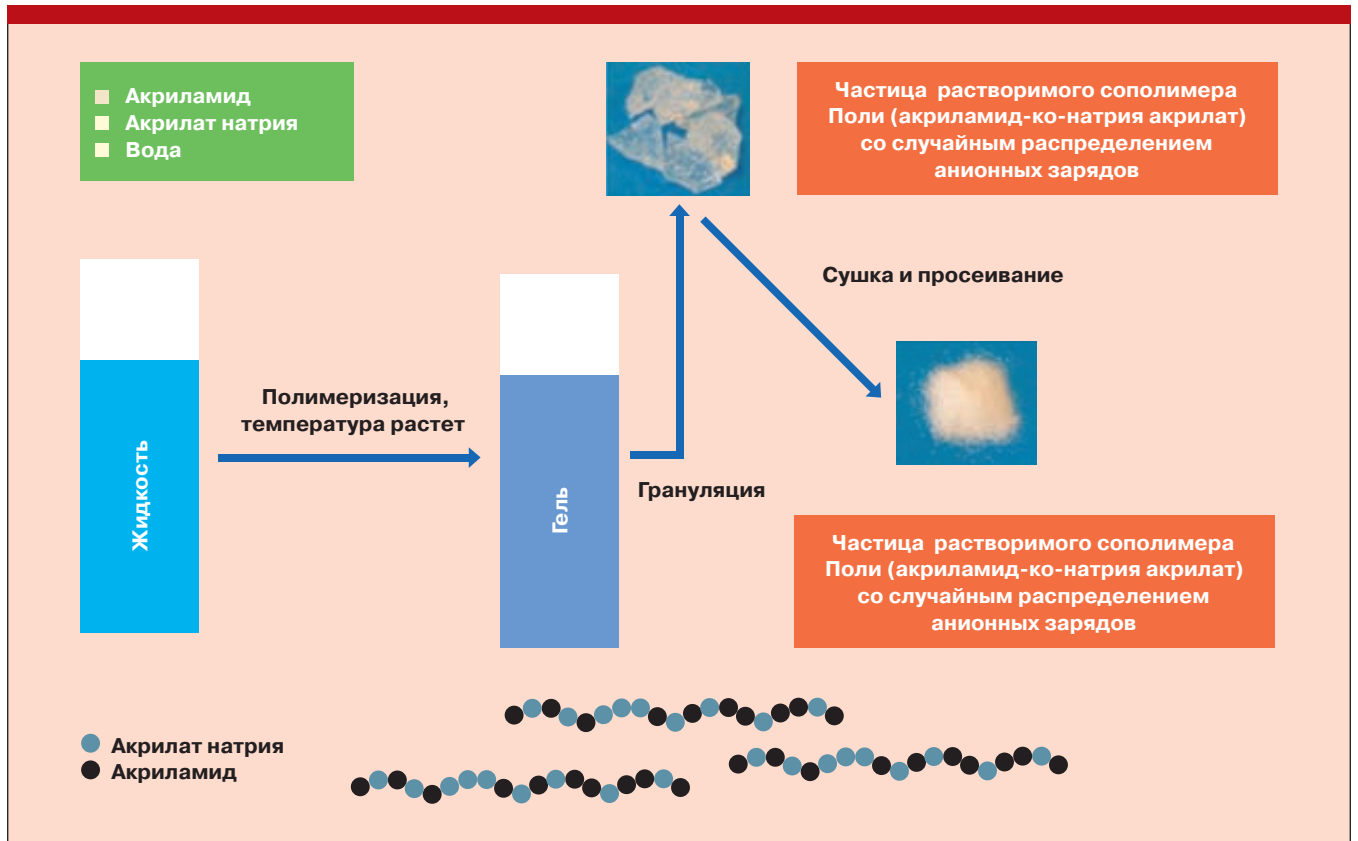 Акриламид
Акрилат натрия
Вода
Частица растворимого сополимера
Поли (акриламид-ко-натрия акрилат)
со случайным распределением
анионных зарядов
Сушка и просеивание
Полимеризация,
температура растет
Жидкость
Гель
Грануляция
Частица растворимого сополимера
Поли (акриламид-ко-натрия акрилат)
со случайным распределением
анионных зарядов
Акрилат натрия
Акриламид